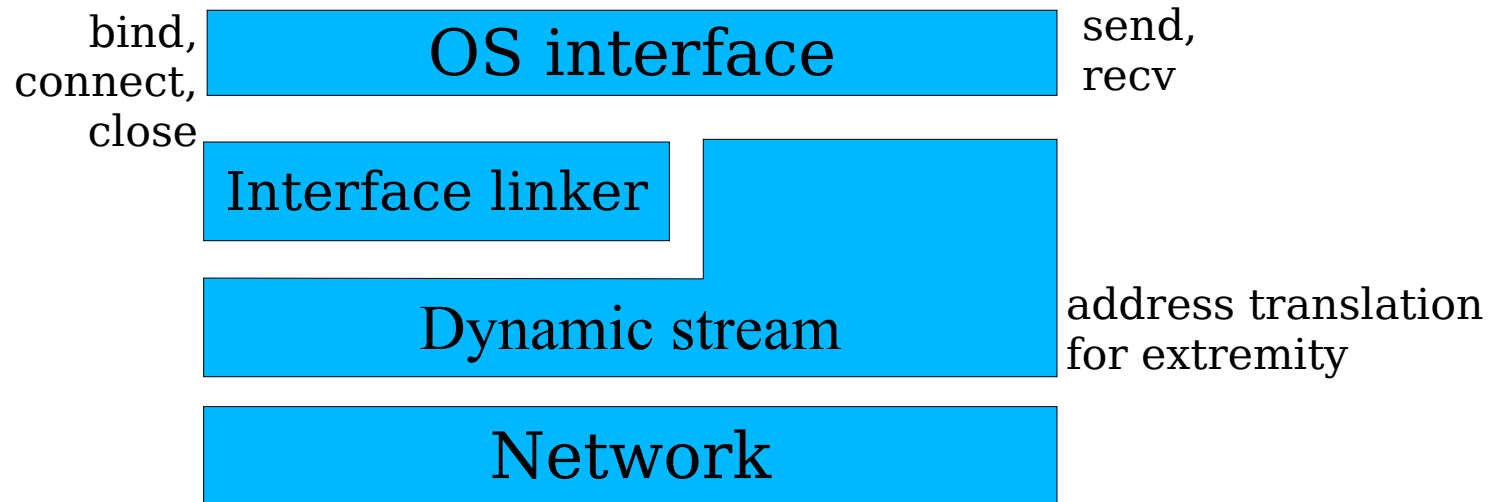 bind,
connect,
close
OS interface
send,
recv
Interface linker
Dynamic stream
address translation
for extremity
Network